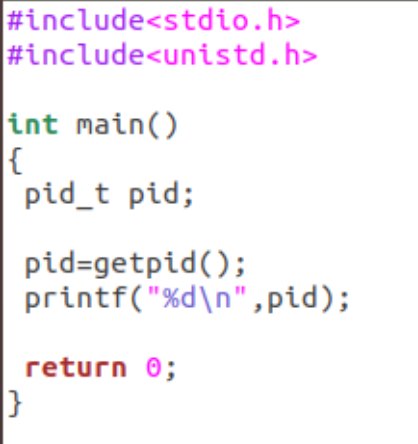 #include<stdio.h>
#include<unistd.h>
int main()
{
pid_t pid;
pid=getpid();
printf("%d\n",pid);
return 0;
}